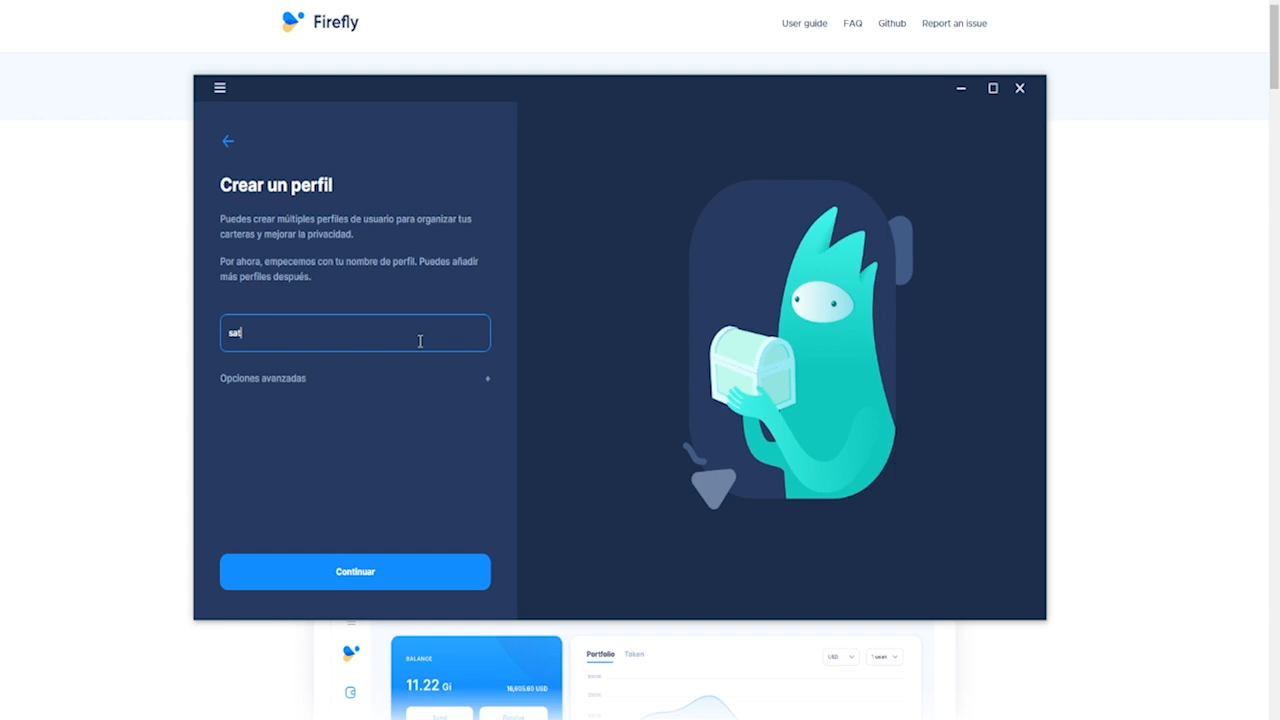 Firefly
User guide FAQ Github Report an issue
Crear un perfil
Puedes crear múltiples perfiles de usuario para organizar tus
carteras y mejorar la privacidad.
Por ahora, empecemos con tu nombre de perfil. Puedes añadir
más perfiles después.
sat
Opciones avanzadas
Continuar
BALANCE
11.22 Gi
Portfolio Token
USD